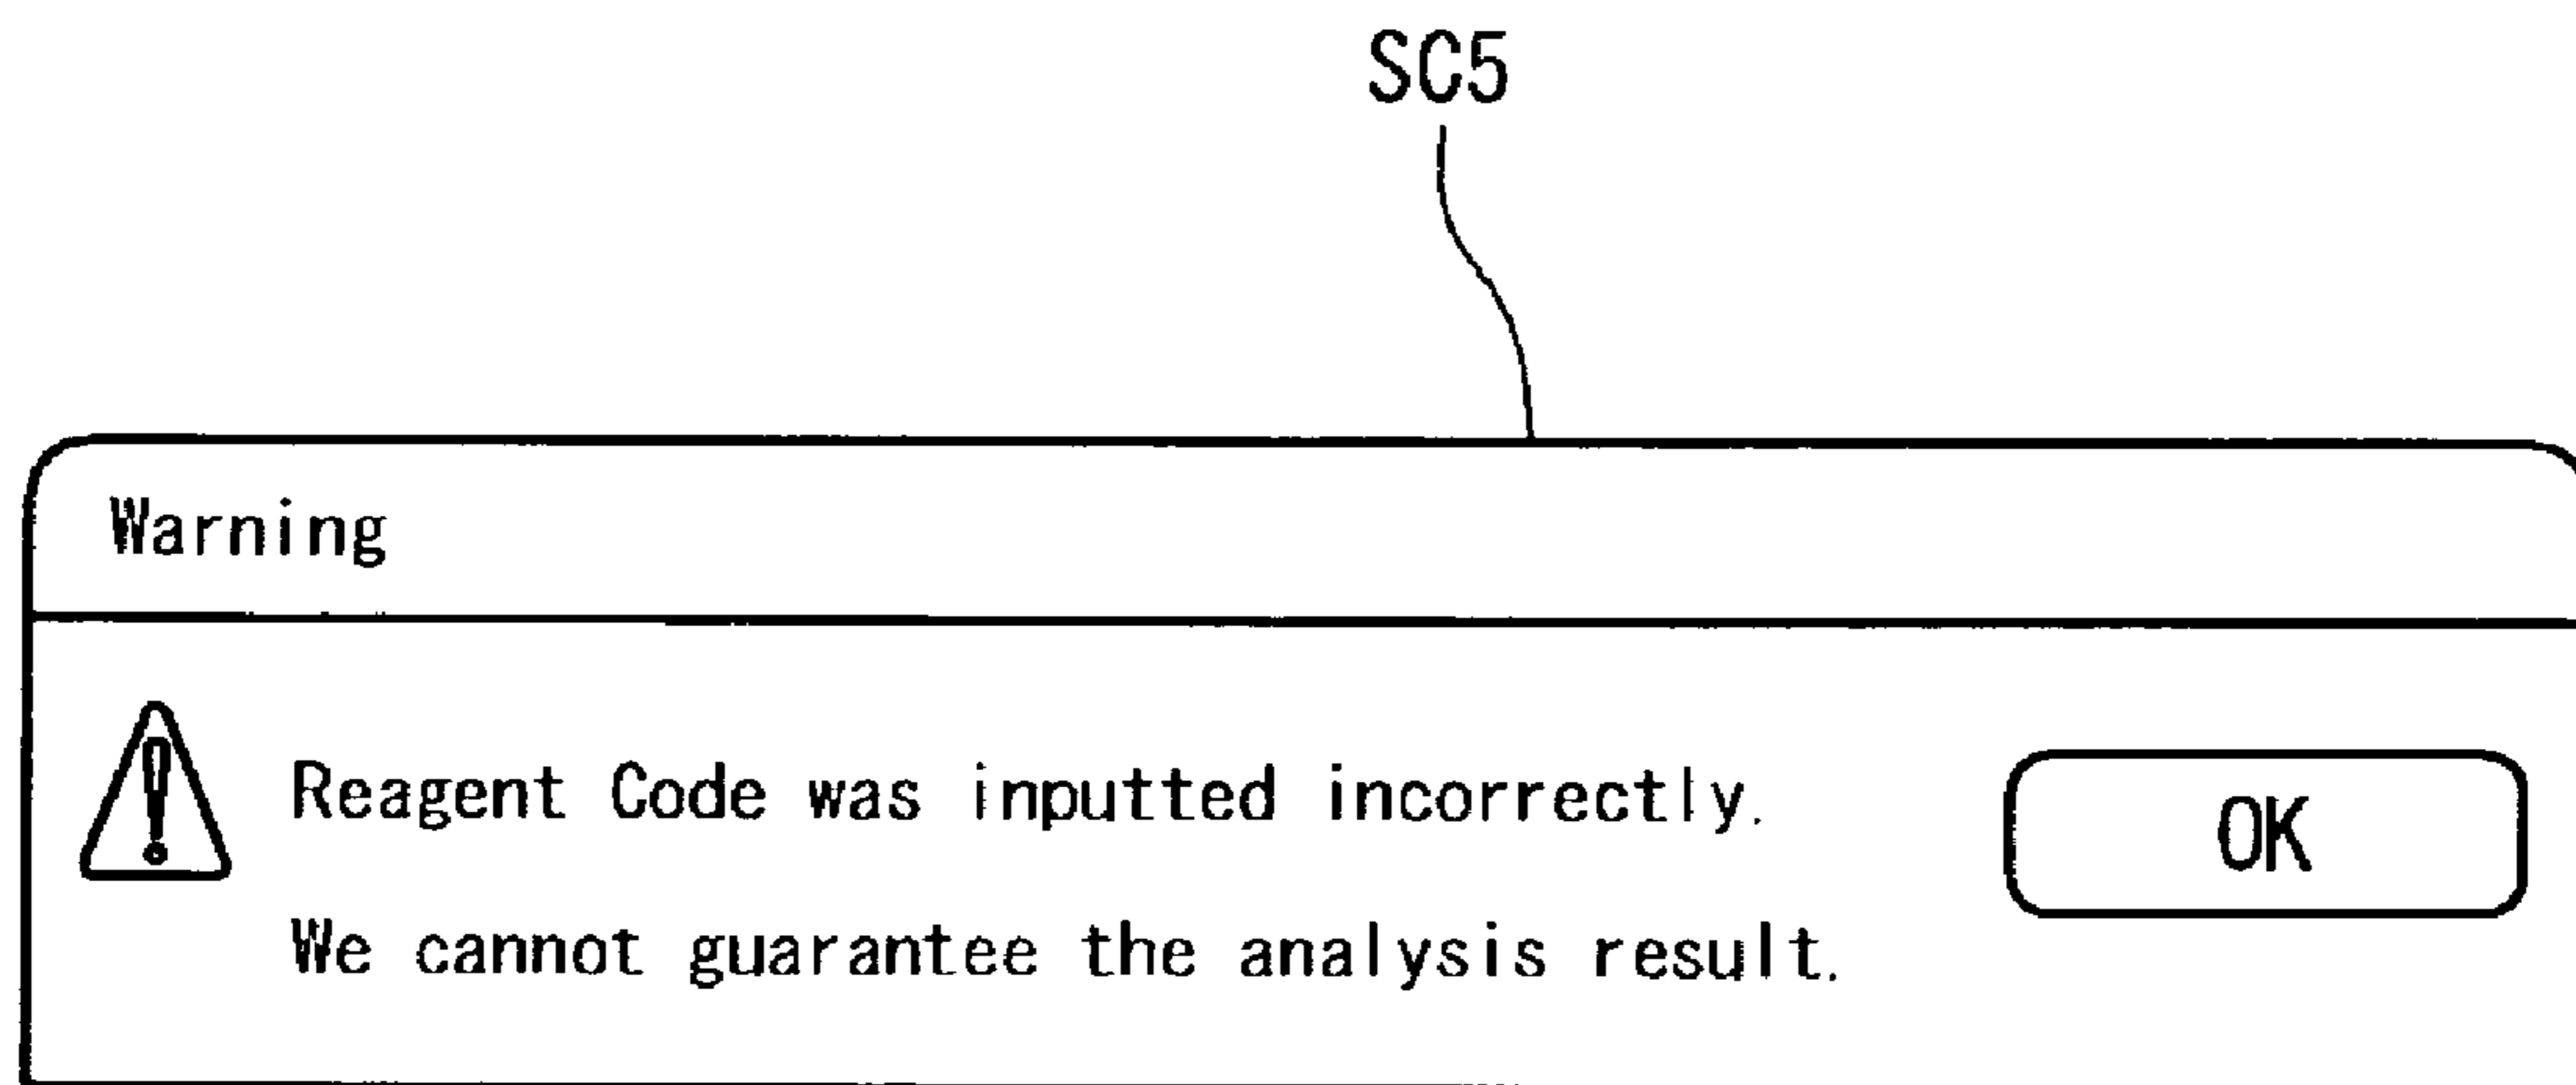 SC5
Warning
Reagent Code was inputted incorrectly.
OK
We cannot guarantee the analysis result.